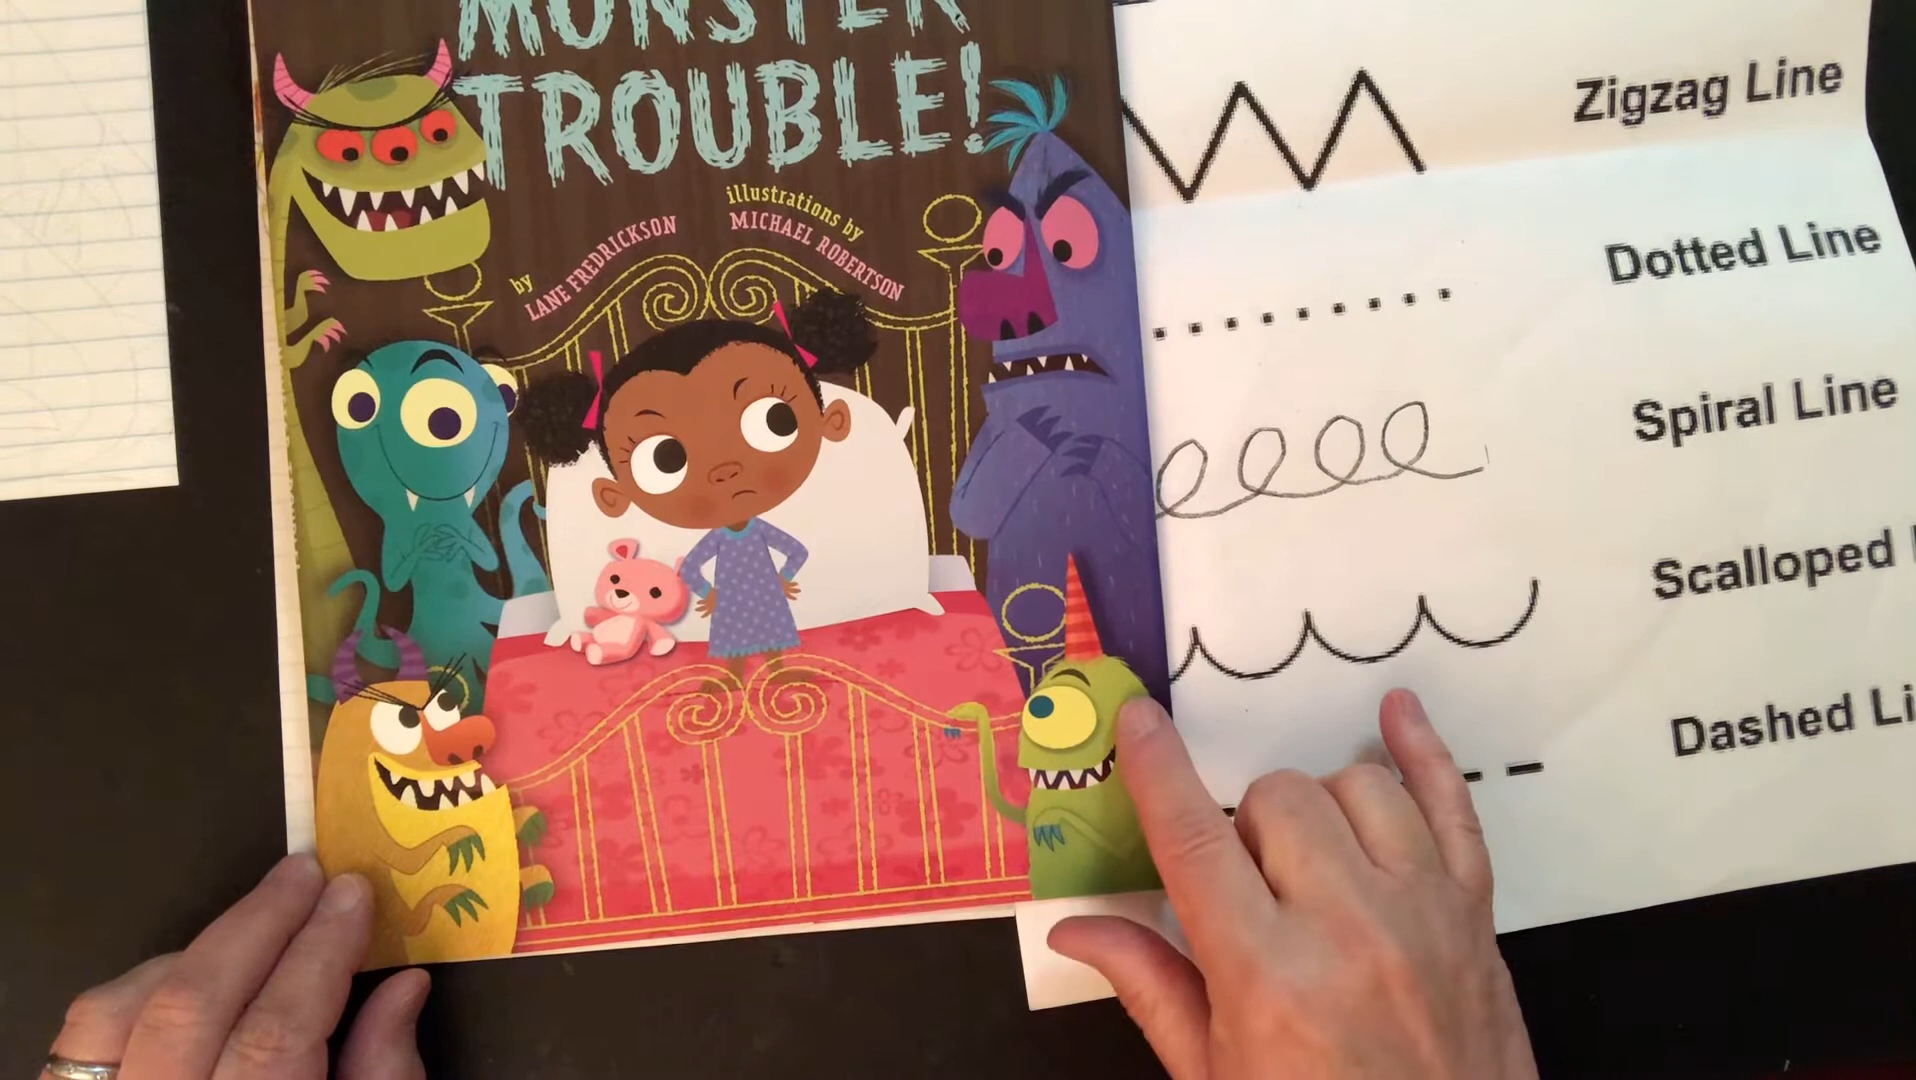 MONSTER
TROUBLE!
by
LANE FREDRICKSON
illustrations by
MICHAEL ROBERTSON
Zigzag Line
Dotted Line
Spiral Line
Scalloped
Dashed Li